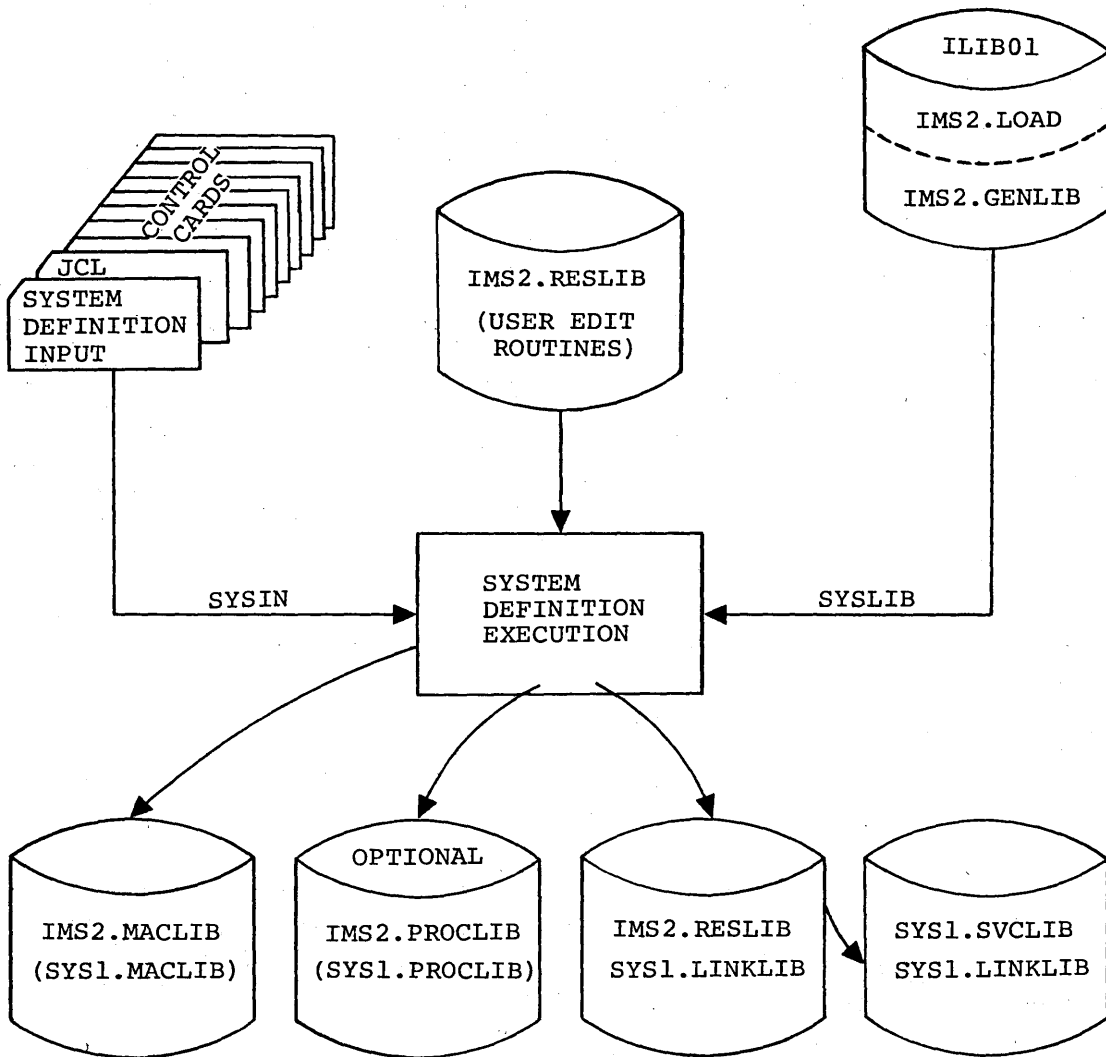 ILIB01
IMS2.LOAD
IMS2.GENLIB
CONTROL
CARDS
JCL
SYSTEM
DEFINITION
INPUT
IMS2.RESLIB
(USER EDIT
ROUTINES)
SYSIN
SYSTEM
DEFINITION
EXECUTION
SYSLIB
IMS2.MACLIB
(SYS1.MACLIB)
OPTIONAL
IMS2.PROCLIB
(SYS1.PROCLIB)
IMS2.RESLIB
SYS1.LINKLIB
SYS1.SVCLIB
SYS1.LINKLIB